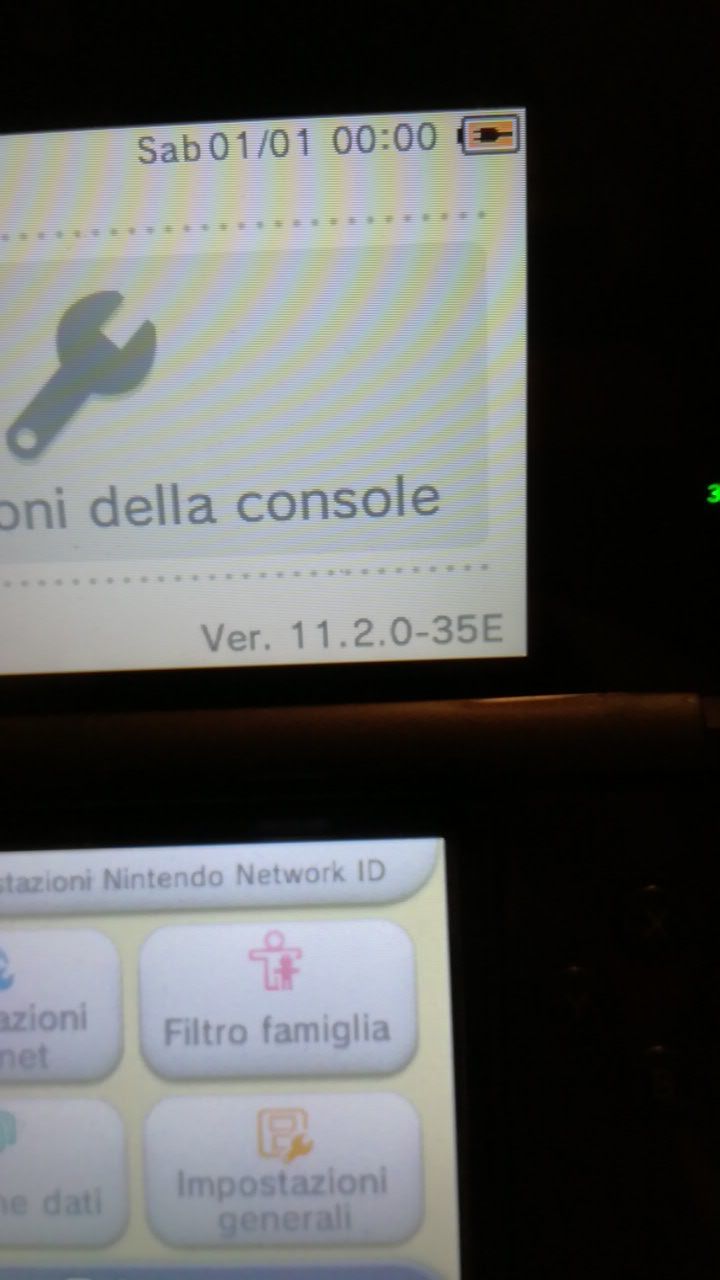 Sab 01/01 00:00
oni della console
Ver. 11.2.0-35E
3
stazioni Nintendo Network ID
azioni
net
Filtro famiglia
ne dati
Impostazioni
generali
X
Y
B